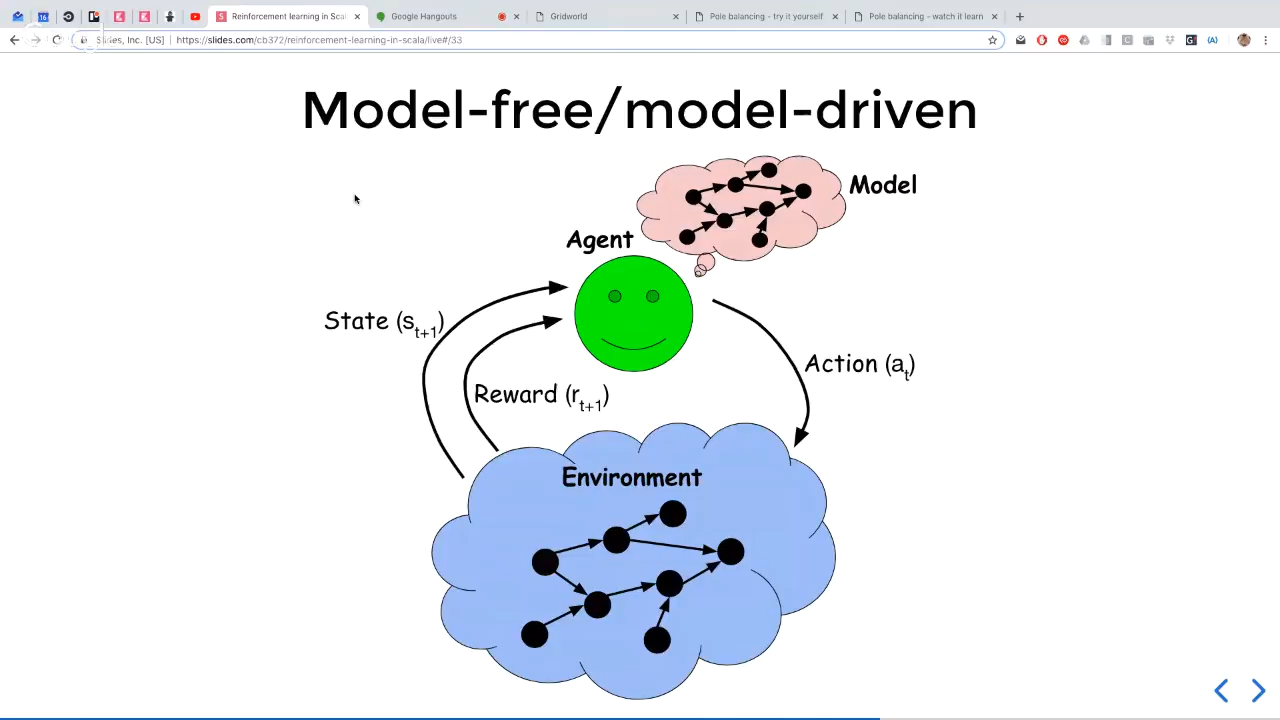 16
Reinforcement learning in Scal
Google Hangouts
Gridworld
Pole balancing - try it yourself
Pole balancing - watch it learn
Slides, Inc. [US] | https://slides.com/cb372/reinforcement-learning-in-scala/live#/33
Model-free/model-driven
Model
Agent
State (st+1)
Action (at)
Reward (rt+1)
Environment